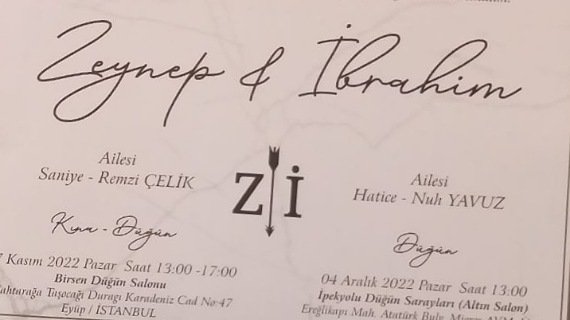 Zeynep & İbrahim
Ailesi
Saniye - Remzi ÇELİK
Z İ
Ailesi
Hatice - Nuh YAVUZ
Kına - Düğün
Kasım 2022 Pazar Saat 13:00 -17:00
Birsen Düğün Salonu
Taşocağı Durağı Karadeniz Cad No:47
Eyüp / İSTANBUL
Düğün
04 Aralık 2022 Pazar Saat 13:00
İpekyolu Düğün Sarayları (Altın Salon)
Ereğlikapı Mah. Atatürk Bulv.